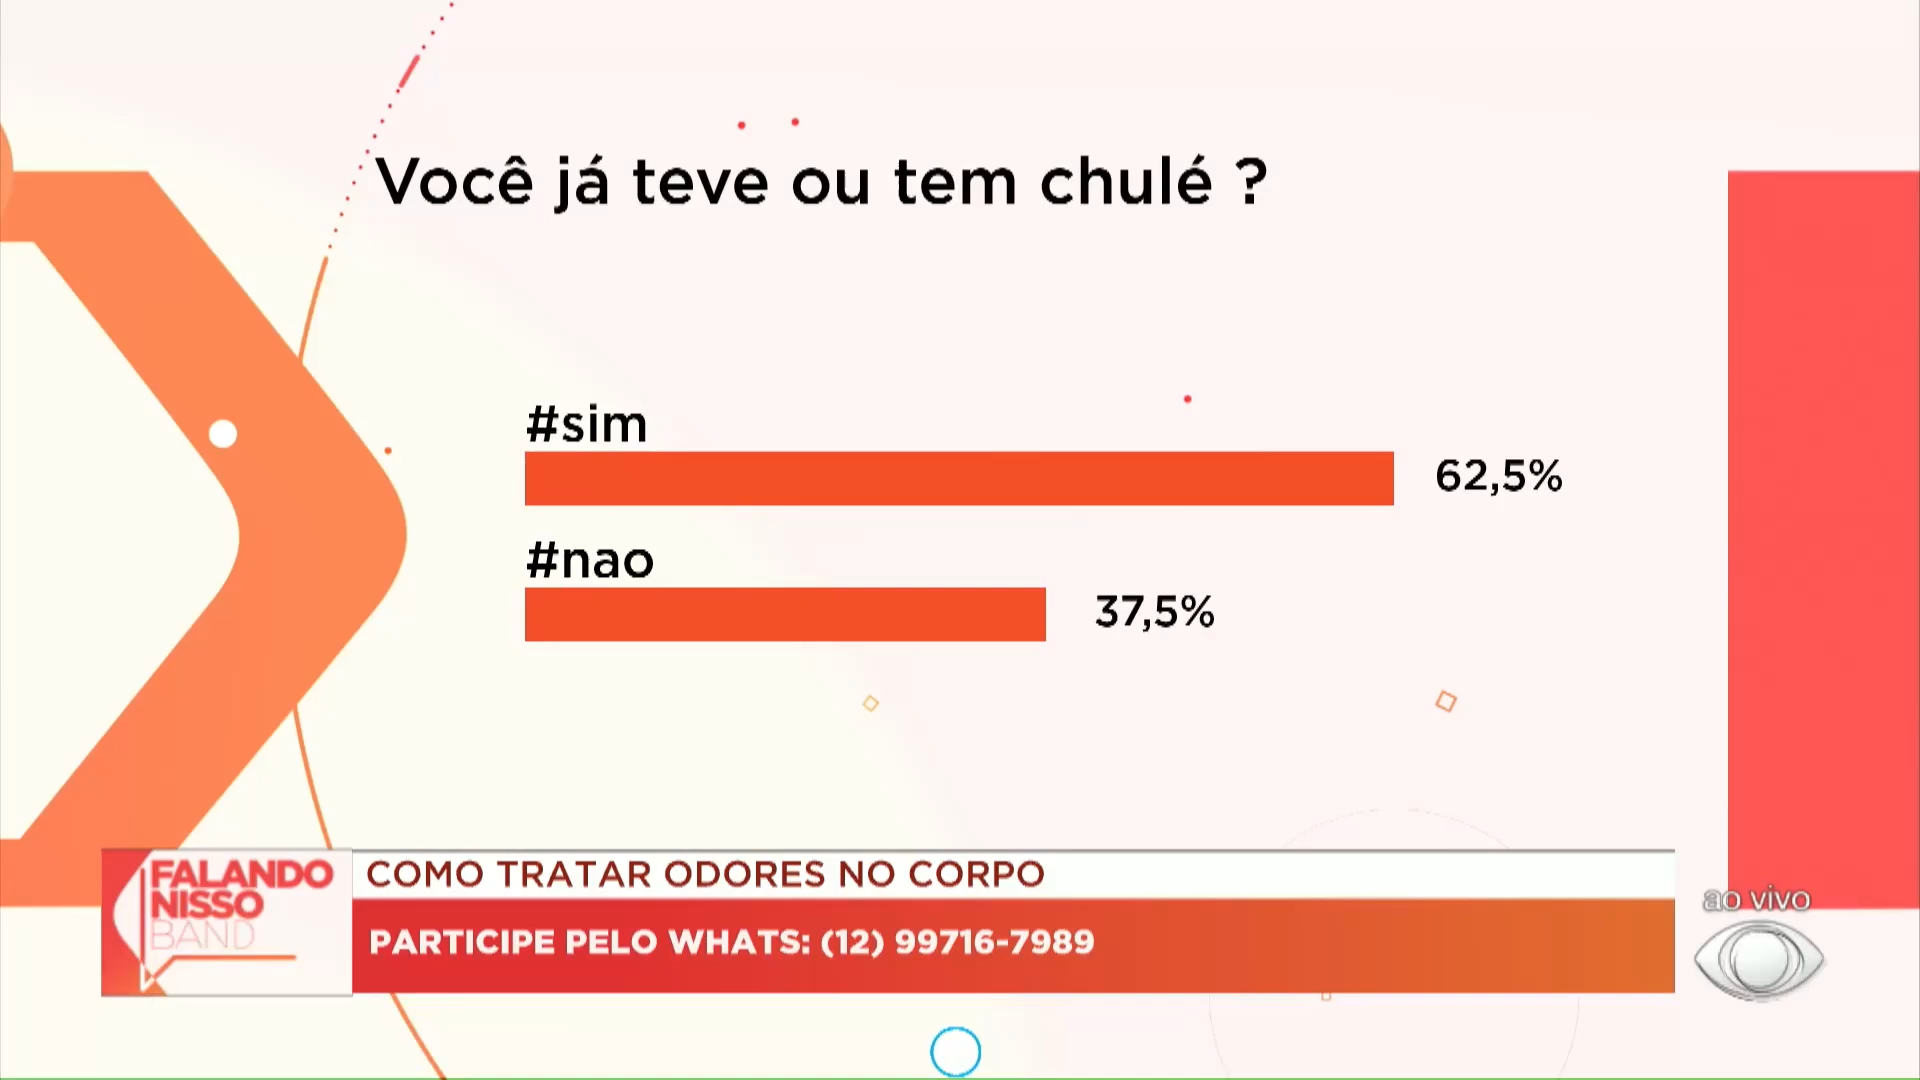 Você já teve ou tem chulé ?
#sim
62,5%
#nao
37,5%
FALANDO
NISSO
BAND
COMO TRATAR ODORES NO CORPO
PARTICIPE PELO WHATS: (12) 99716-7989
ao vivo